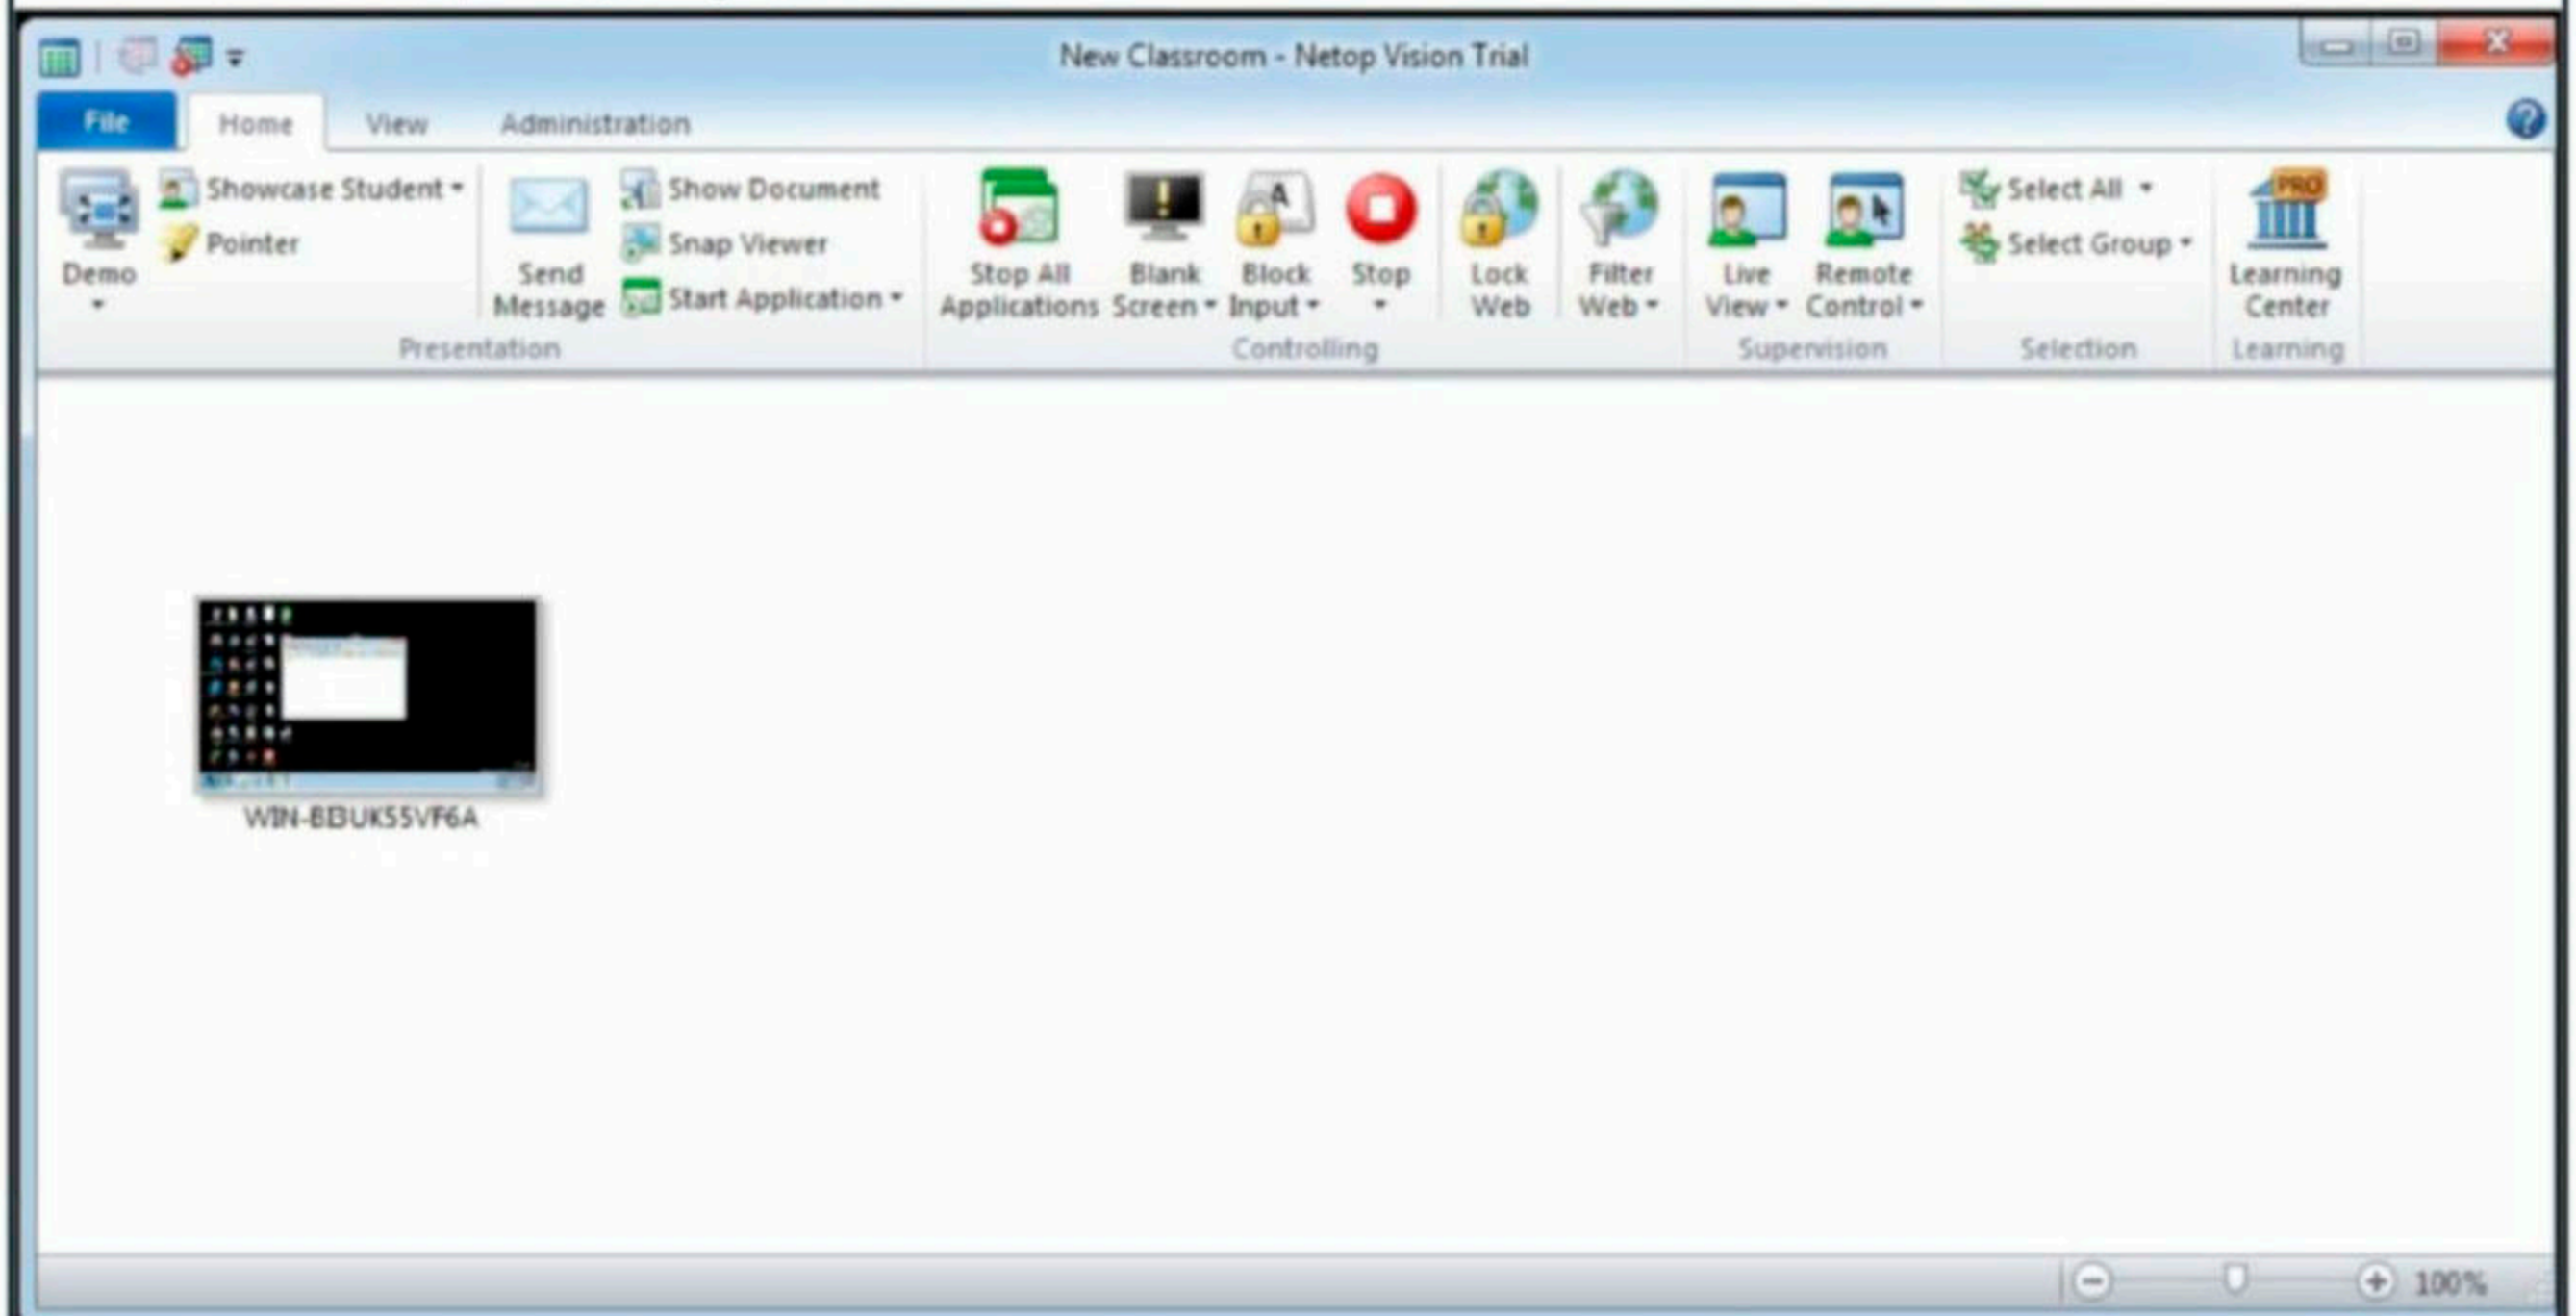 New Classroom - Netop Vision Trial
File Home View Administration
Demo
Showcase Student
Pointer
Send Message
Show Document
Snap Viewer
Start Application
Presentation
Stop All Applications
Blank Screen
A
Block Input
Stop
Lock Web
Filter Web
Controlling
Live View
Remote Control
Supervision
Select All
Select Group
Selection
PRO
Learning Center
Learning
100%